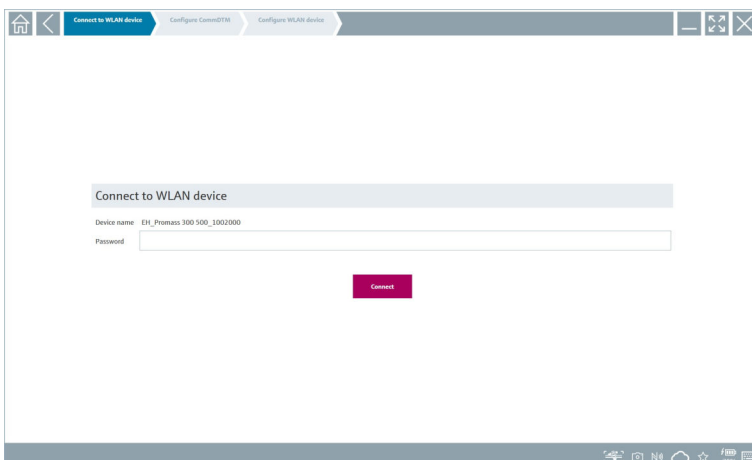 Connect to WLAN device
Configure CommDTM
Configure WLAN device
Connect to WLAN device
Device name EH_Promass 300 500_1002000
Password
Connect